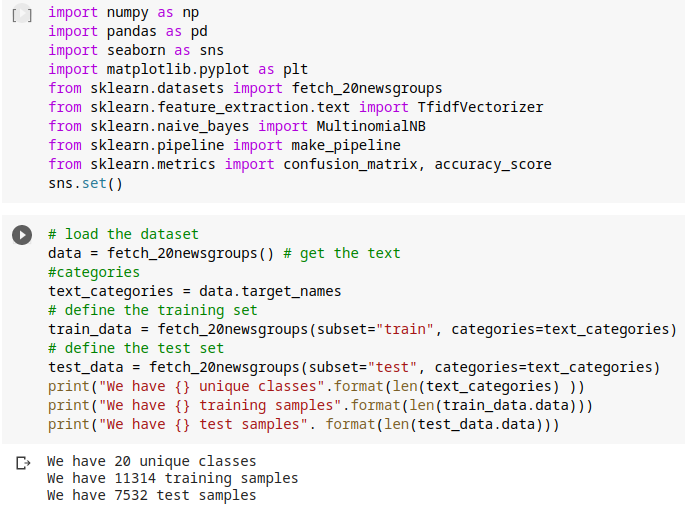 import numpy as np
import pandas as pd
import seaborn as sns
import matplotlib.pyplot as plt
from sklearn.datasets import fetch_20newsgroups
from sklearn.feature_extraction.text import TfidfVectorizer
from sklearn.naive_bayes import MultinomialNB
from sklearn.pipeline import make_pipeline
from sklearn.metrics import confusion_matrix, accuracy_score
sns.set()
# load the dataset
data = fetch_20newsgroups() # get the text
#categories
text_categories = data.target_names
# define the training set
train_data = fetch_20newsgroups(subset="train", categories=text_categories)
# define the test set
test_data = fetch_20newsgroups(subset="test", categories=text_categories)
print("We have {} unique classes".format(len(text_categories) ))
print("We have {} training samples".format(len(train_data.data)))
print("We have {} test samples". format(len(test_data.data)))
We have 20 unique classes
We have 11314 training samples
We have 7532 test samples